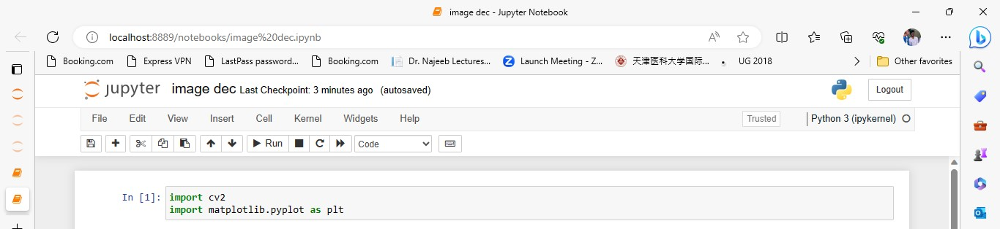 image dec - Jupyter Notebook
localhost:8889/notebooks/image%20dec.ipynb
Booking.com Express VPN LastPass password... Booking.com Dr. Najeeb Lectures... Launch Meeting - Z... 天津医科大学国际... UG 2018 Other favorites
jupyter image dec Last Checkpoint: 3 minutes ago (autosaved) Logout
File Edit View Insert Cell Kernel Widgets Help Trusted Python 3 (ipykernel)
Run Code
In [1]: import cv2
import matplotlib.pyplot as plt